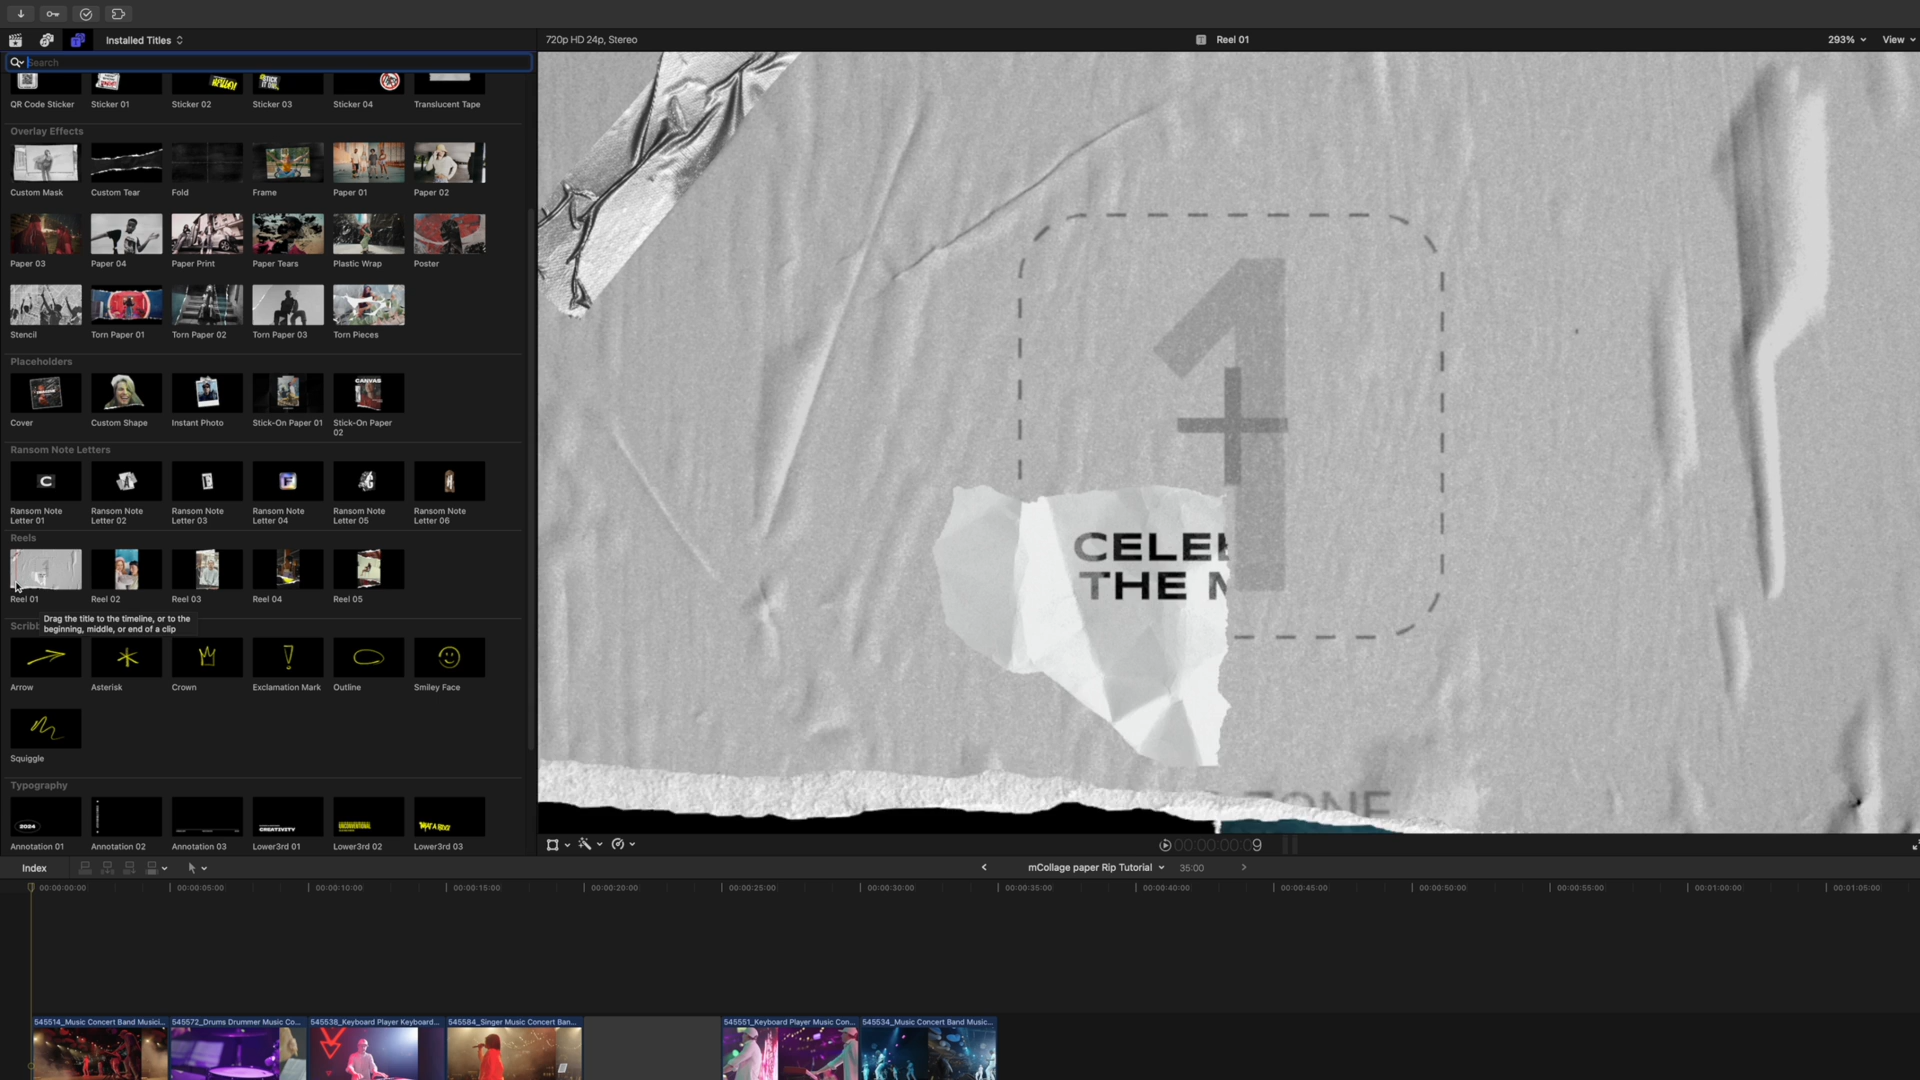 Installed Titles
720p HD 24p, Stereo
Reel 01
293%
View
Search
QR Code Sticker
Sticker 01
Sticker 02
Sticker 03
Sticker 04
Translucent Tape
Overlay Effects
Custom Mask
Custom Tear
Fold
Frame
Paper 01
Paper 02
Paper 03
Paper 04
Paper Print
Paper Tears
Plastic Wrap
Poster
Stencil
Torn Paper 01
Torn Paper 02
Torn Paper 03
Torn Pieces
Placeholders
CANVAS
Cover
Custom Shape
Instant Photo
Stick-On Paper 01
Stick-On Paper
02
Ransom Note Letters
C
Ransom Note
Letter 01
Ransom Note
Letter 02
Ransom Note
Letter 03
Ransom Note
Letter 04
Ransom Note
Letter 05
Ransom Note
Letter 06
Reels
Reel 01
Reel 02
Reel 03
Reel 04
Reel 05
Scribb
Drag the title to the timeline, or to the
beginning, middle, or end of a clip
Arrow
Asterisk
Crown
Exclamation Mark
Outline
Smiley Face
Squiggle
Typography
2024
CREATIVITY
UNCONVENTIONAL
Annotation 01
Annotation 02
Annotation 03
Lower3rd 01
Lower3rd 02
Lower3rd 03
1
CELEB
THE M
ZONE
00:00:00:09
Index
mCollage paper Rip Tutorial
35:00
00:00:00:00
00:00:05:00
00:00:10:00
00:00:15:00
00:00:20:00
00:00:25:00
00:00:30:00
00:00:35:00
00:00:40:00
00:00:45:00
00:00:50:00
00:00:55:00
00:01:00:00
00:01:05:00
545514_Music Concert Band Musici...
545572_Drums Drummer Music Co...
545538_Keyboard Player Keyboard...
545584_Singer Music Concert Ban...
545551_Keyboard Player Music Con...
545534_Music Concert Band Music...